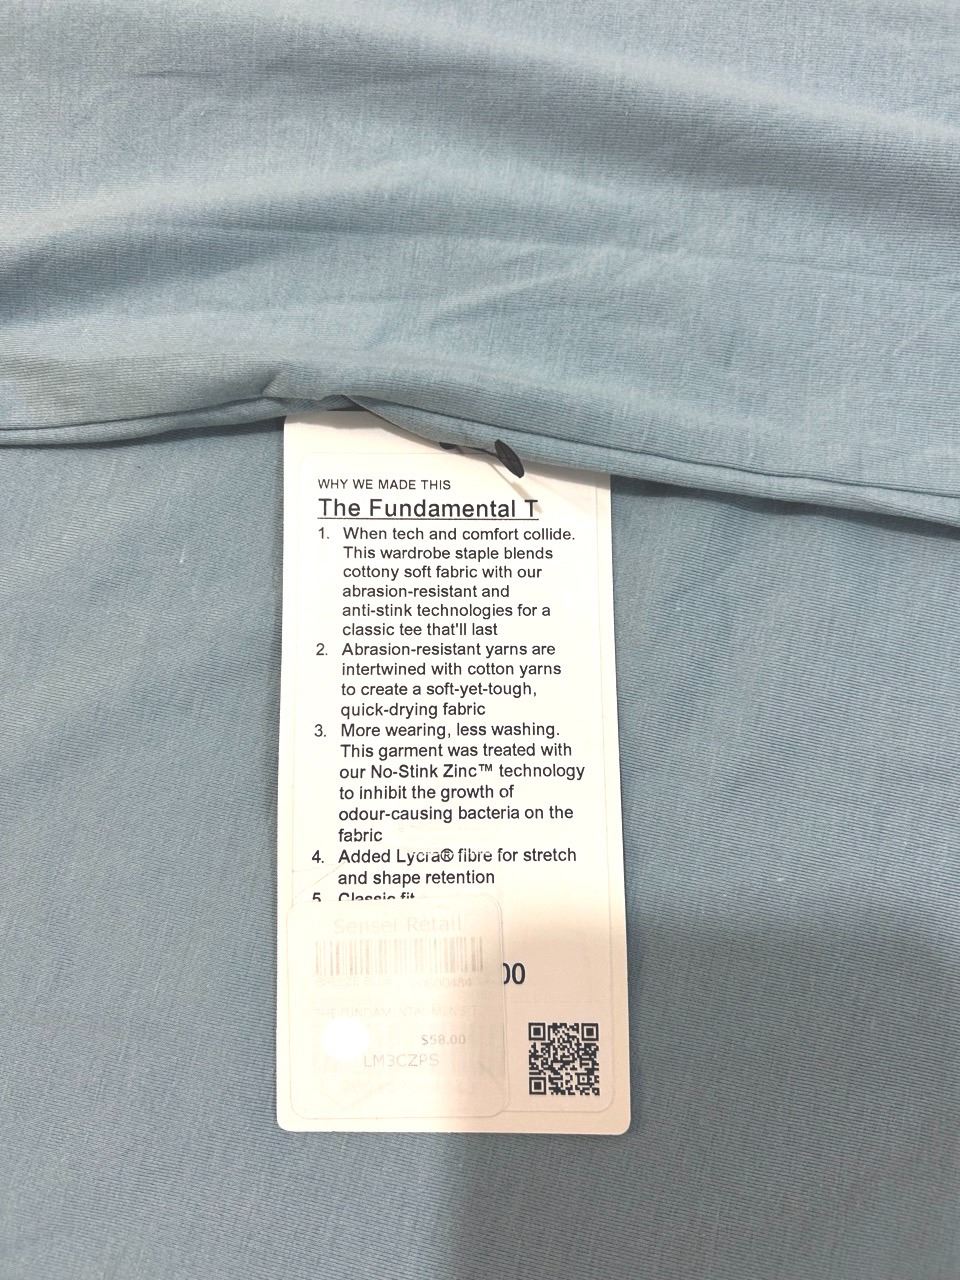 WHY WE MADE THIS
The Fundamental T
1. When tech and comfort collide.
This wardrobe staple blends
cottony soft fabric with our
abrasion-resistant and
anti-stink technologies for a
classic tee that'll last
2. Abrasion-resistant yarns are
intertwined with cotton yarns
to create a soft-yet-tough,
quick-drying fabric
3. More wearing, less washing.
This garment was treated with
our No-Stink Zinc™ technology
to inhibit the growth of
odour-causing bacteria on the
fabric
4. Added Lycra® fibre for stretch
and shape retention
5. Classic fit
Sensei Retail
00
$58.00
LM3CZPS